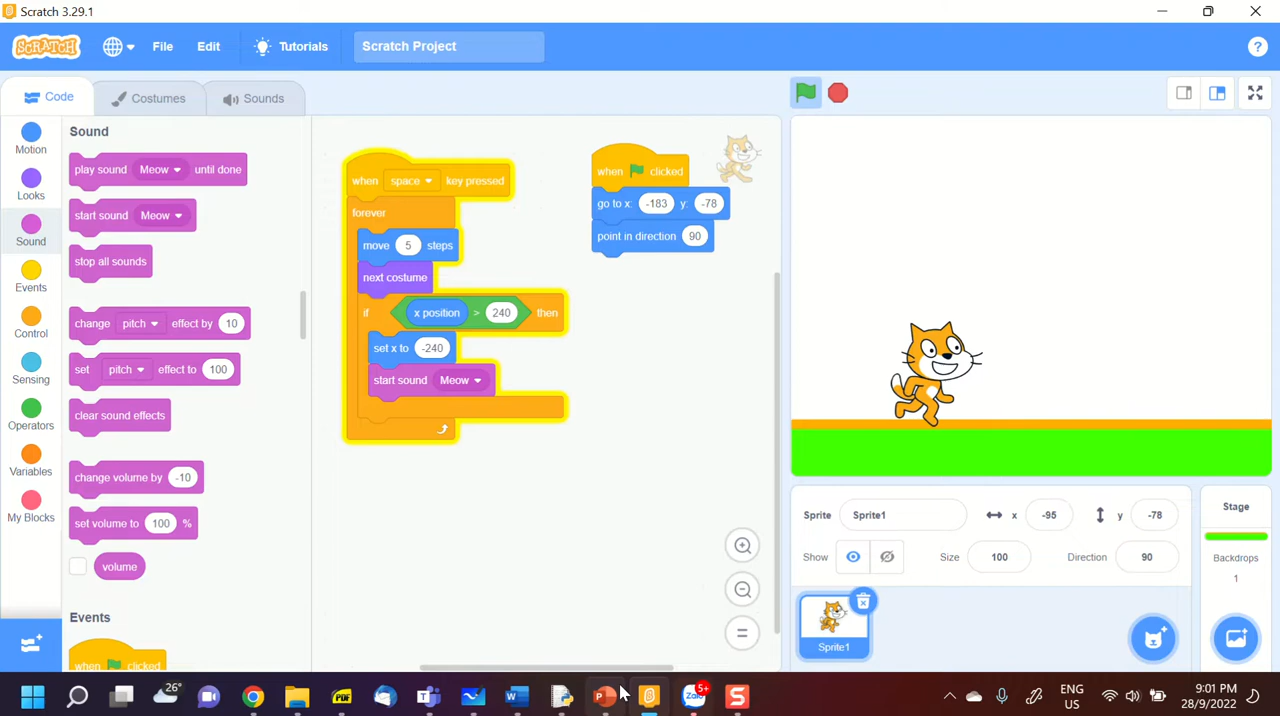 Scratch 3.29.1
SCRATCH File Edit Tutorials Scratch Project ?
Code Costumes Sounds
Motion
Looks
Sound
Events
Control
Sensing
Operators
Variables
My Blocks
Sound
play sound Meow until done
start sound Meow
stop all sounds
change pitch effect by 10
set pitch effect to 100
clear sound effects
change volume by -10
set volume to 100 %
volume
Events
when clicked
when space key pressed
forever
move 5 steps
next costume
if x position > 240 then
set x to -240
start sound Meow
when clicked
go to x: -183 y: -78
point in direction 90
Sprite Sprite1 x -95 y -78
Show Size 100 Direction 90
Sprite1
Stage
Backdrops
1
26°
PDF
W
P
Zalo
5+
S
ENG
US
9:01 PM
28/9/2022